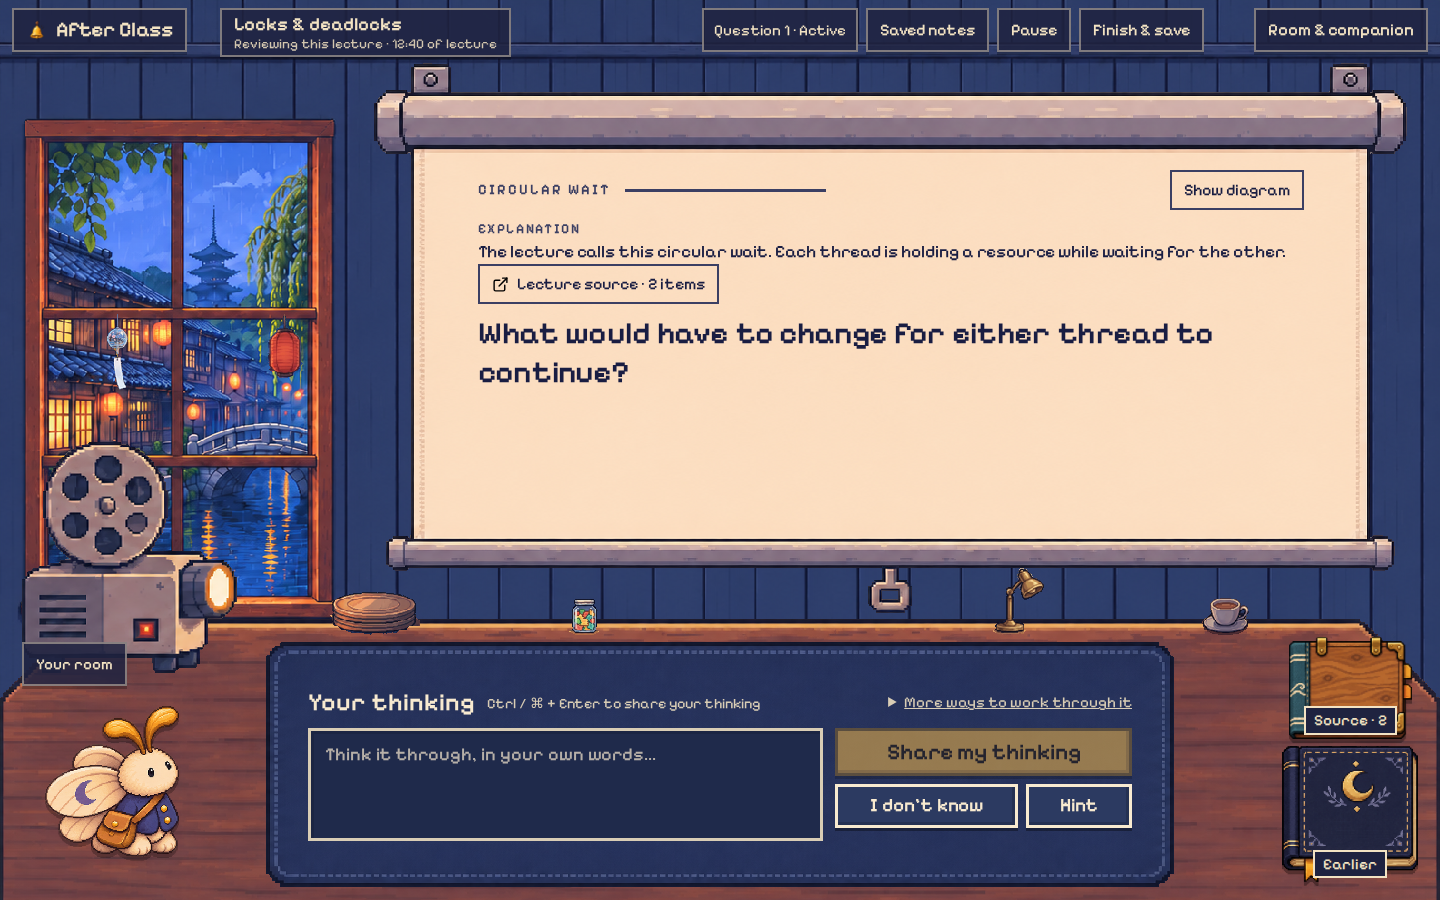 After Class
Locks & deadlocks
Reviewing this lecture · 12:40 of lecture
Question 1 · Active
Saved notes
Pause
Finish & save
Room & companion
CIRCULAR WAIT
Show diagram
EXPLANATION
The lecture calls this circular wait. Each thread is holding a resource while waiting for the other.
Lecture source · 2 items
What would have to change for either thread to
continue?
Your room
Your thinking
Ctrl / ⌘ + Enter to share your thinking
▶ More ways to work through it
Think it through, in your own words...
Share my thinking
I don't know
Hint
Source · 2
Earlier